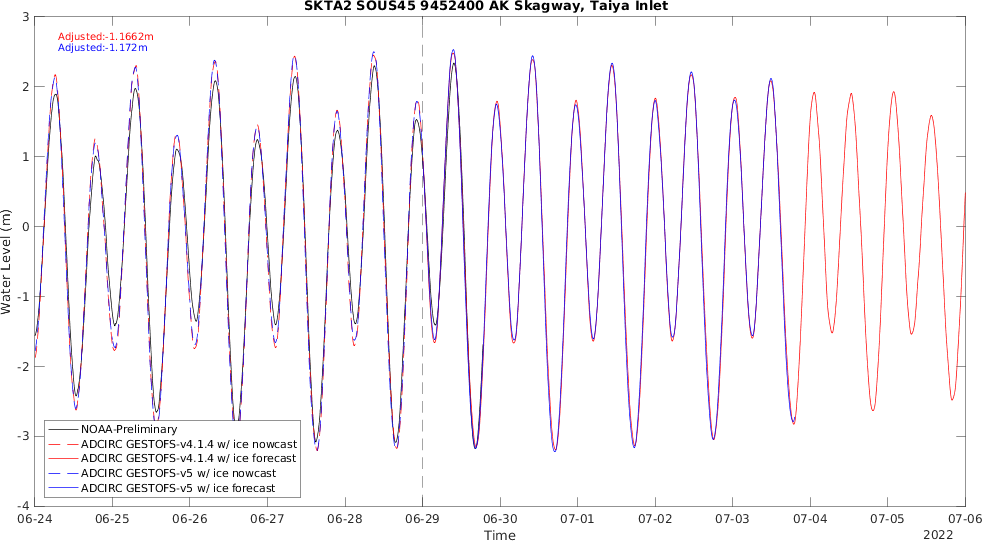 SKTA2 SOUS45 9452400 AK Skagway, Taiya Inlet
Adjusted:-1.1662m
Adjusted:-1.172m
3
2
1
0
-1
-2
-3
-4
Water Level (m)
NOAA-Preliminary
ADCIRC GESTOFS-v4.1.4 w/ ice nowcast
ADCIRC GESTOFS-v4.1.4 w/ ice forecast
ADCIRC GESTOFS-v5 w/ ice nowcast
ADCIRC GESTOFS-v5 w/ ice forecast
06-24 06-25 06-26 06-27 06-28 06-29 06-30 07-01 07-02 07-03 07-04 07-05 07-06
Time
2022